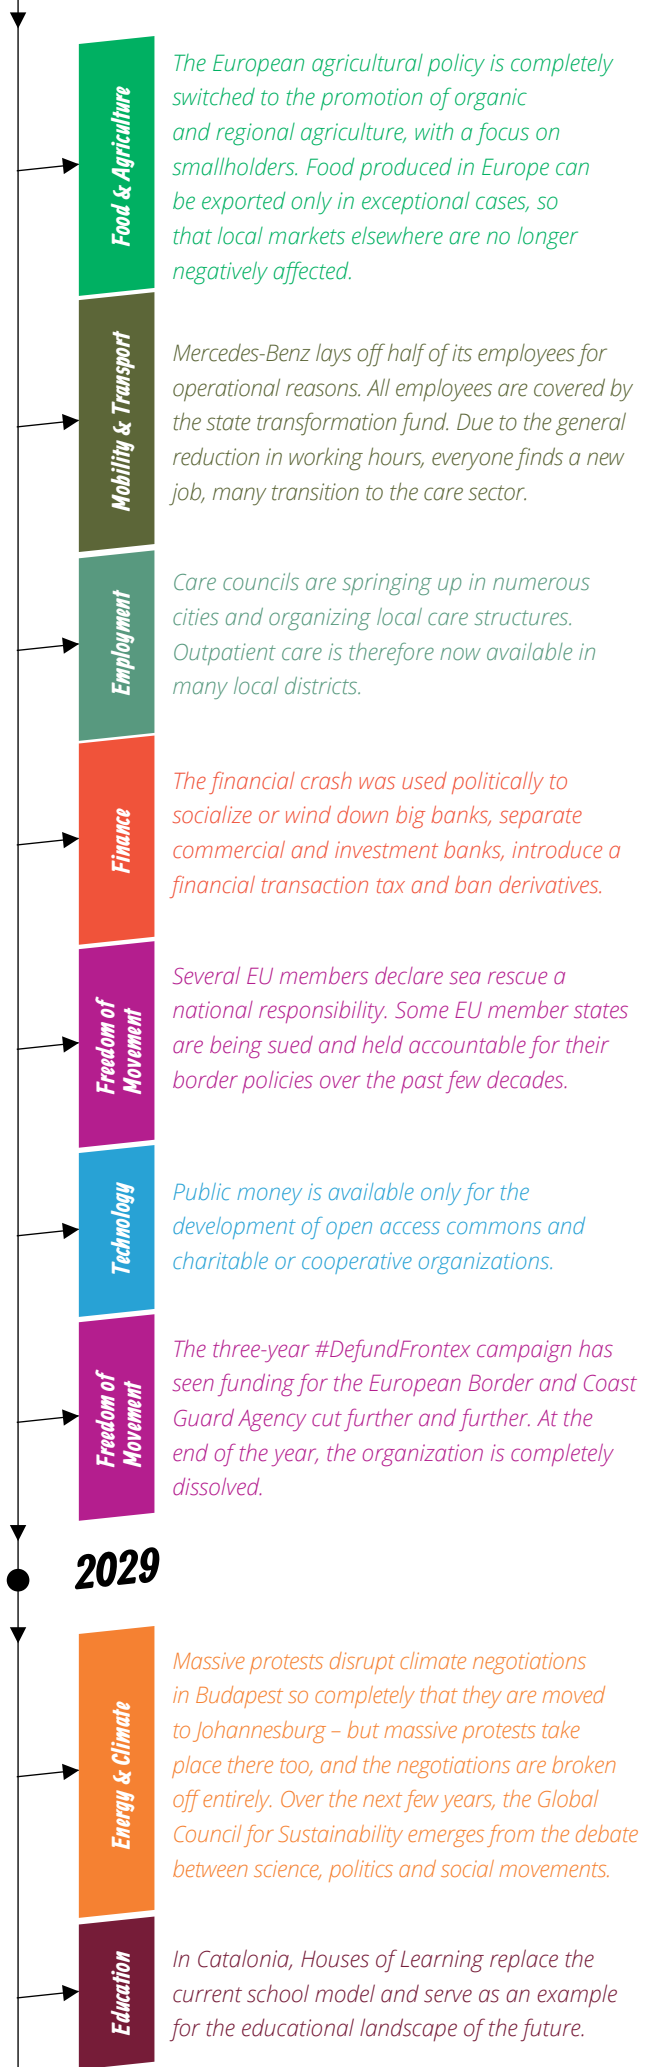 Food & Agriculture
The European agricultural policy is completely
switched to the promotion of organic
and regional agriculture, with a focus on
smallholders. Food produced in Europe can
be exported only in exceptional cases, so
that local markets elsewhere are no longer
negatively affected.
Mobility & Transport
Mercedes-Benz lays off half of its employees for
operational reasons. All employees are covered by
the state transformation fund. Due to the general
reduction in working hours, everyone finds a new
job, many transition to the care sector.
Employment
Care councils are springing up in numerous
cities and organizing local care structures.
Outpatient care is therefore now available in
many local districts.
Finance
The financial crash was used politically to
socialize or wind down big banks, separate
commercial and investment banks, introduce a
financial transaction tax and ban derivatives.
Freedom of
Movement
Several EU members declare sea rescue a
national responsibility. Some EU member states
are being sued and held accountable for their
border policies over the past few decades.
Technology
Public money is available only for the
development of open access commons and
charitable or cooperative organizations.
Freedom of
Movement
The three-year #DefundFrontex campaign has
seen funding for the European Border and Coast
Guard Agency cut further and further. At the
end of the year, the organization is completely
dissolved.
2029
Energy & Climate
Massive protests disrupt climate negotiations
in Budapest so completely that they are moved
to Johannesburg – but massive protests take
place there too, and the negotiations are broken
off entirely. Over the next few years, the Global
Council for Sustainability emerges from the debate
between science, politics and social movements.
Education
In Catalonia, Houses of Learning replace the
current school model and serve as an example
for the educational landscape of the future.